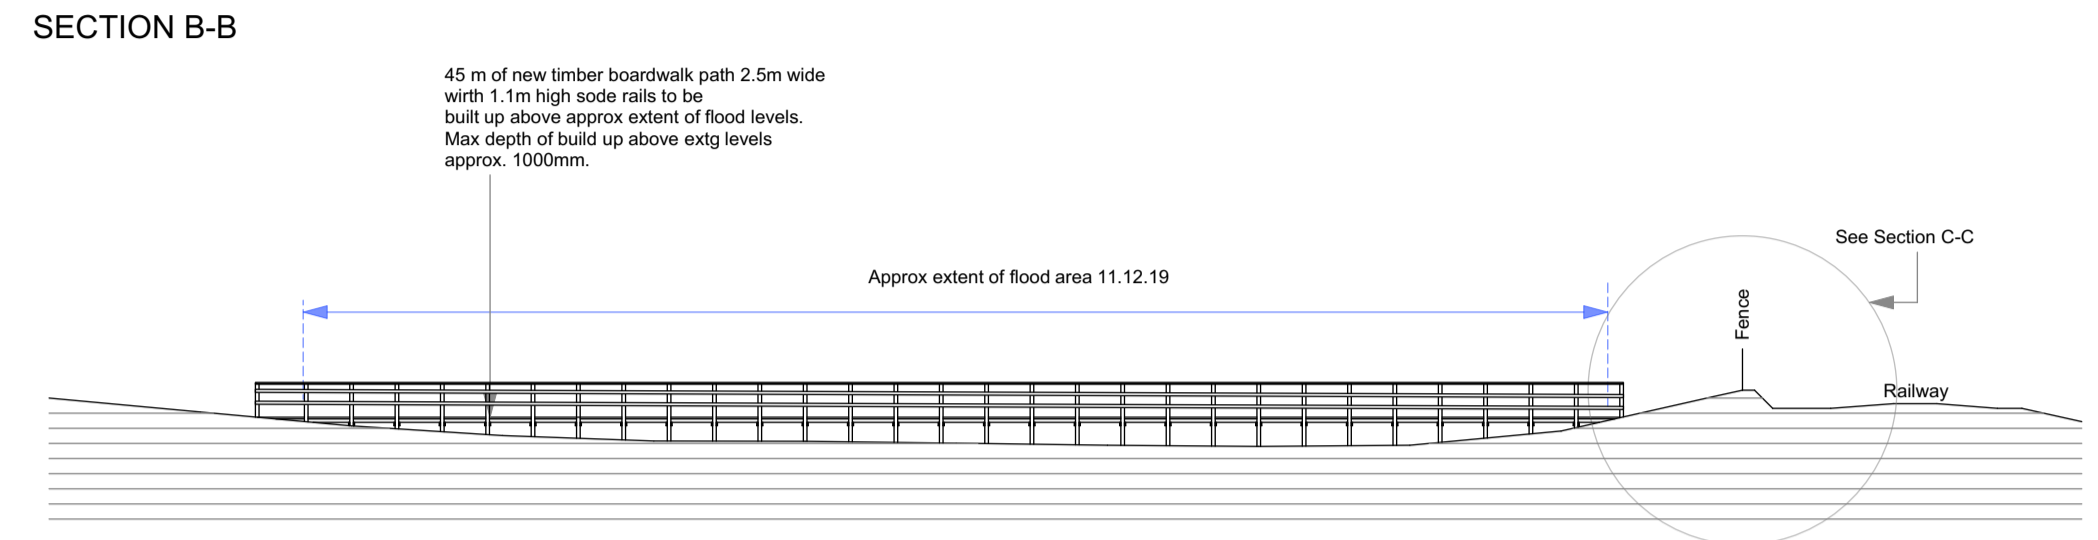 SECTION B-B
45 m of new timber boardwalk path 2.5m wide
wirth 1.1m high sode rails to be
built up above approx extent of flood levels.
Max depth of build up above extg levels
approx. 1000mm.
See Section C-C
Approx extent of flood area 11.12.19
Fence
Railway